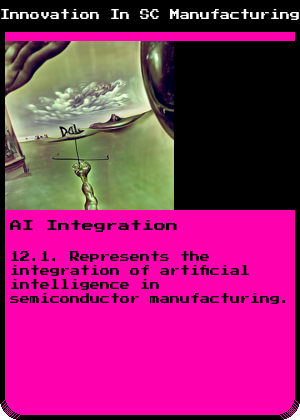 Innovation In SC Manufacturing
Dali
AI Integration
12.1. Represents the
integration of artificial
intelligence in
semiconductor manufacturing.